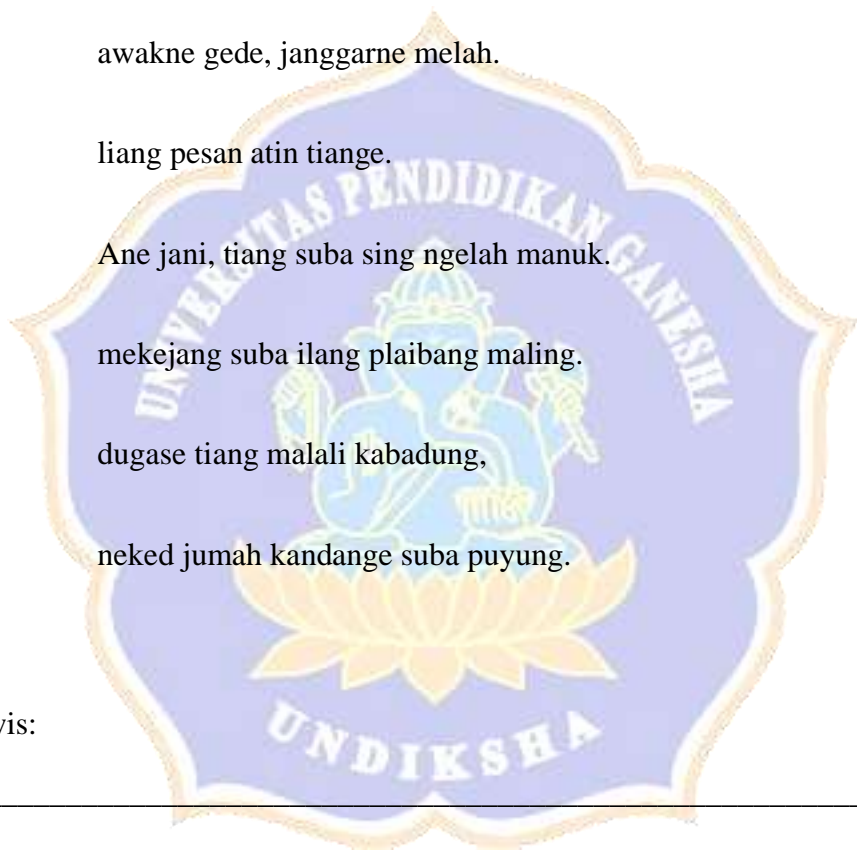 awakne gede, janggarne melah.
liang pesan atin tiange.
UNIVERSITAS PENDIDIKAN GANESHA
Ane jani, tiang suba sing ngelah manuk.
mekejang suba ilang plaibang maling.
dugase tiang malali kabadung,
neked jumah kandange suba puyung.
UNDIKSHA